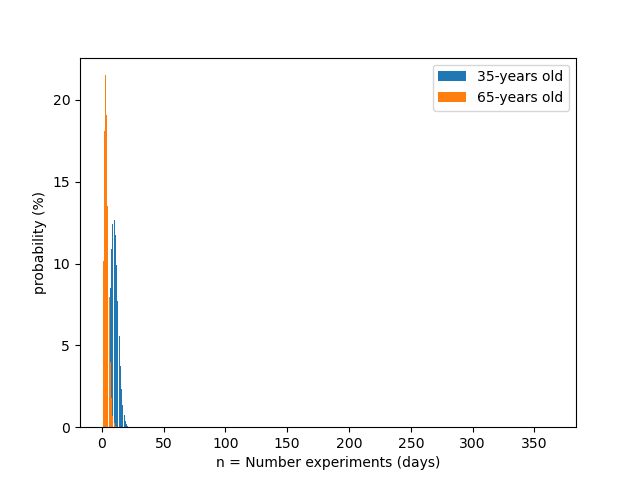 35-years old
65-years old
probability (%)
20
15
10
5
0
0 50 100 150 200 250 300 350
n = Number experiments (days)